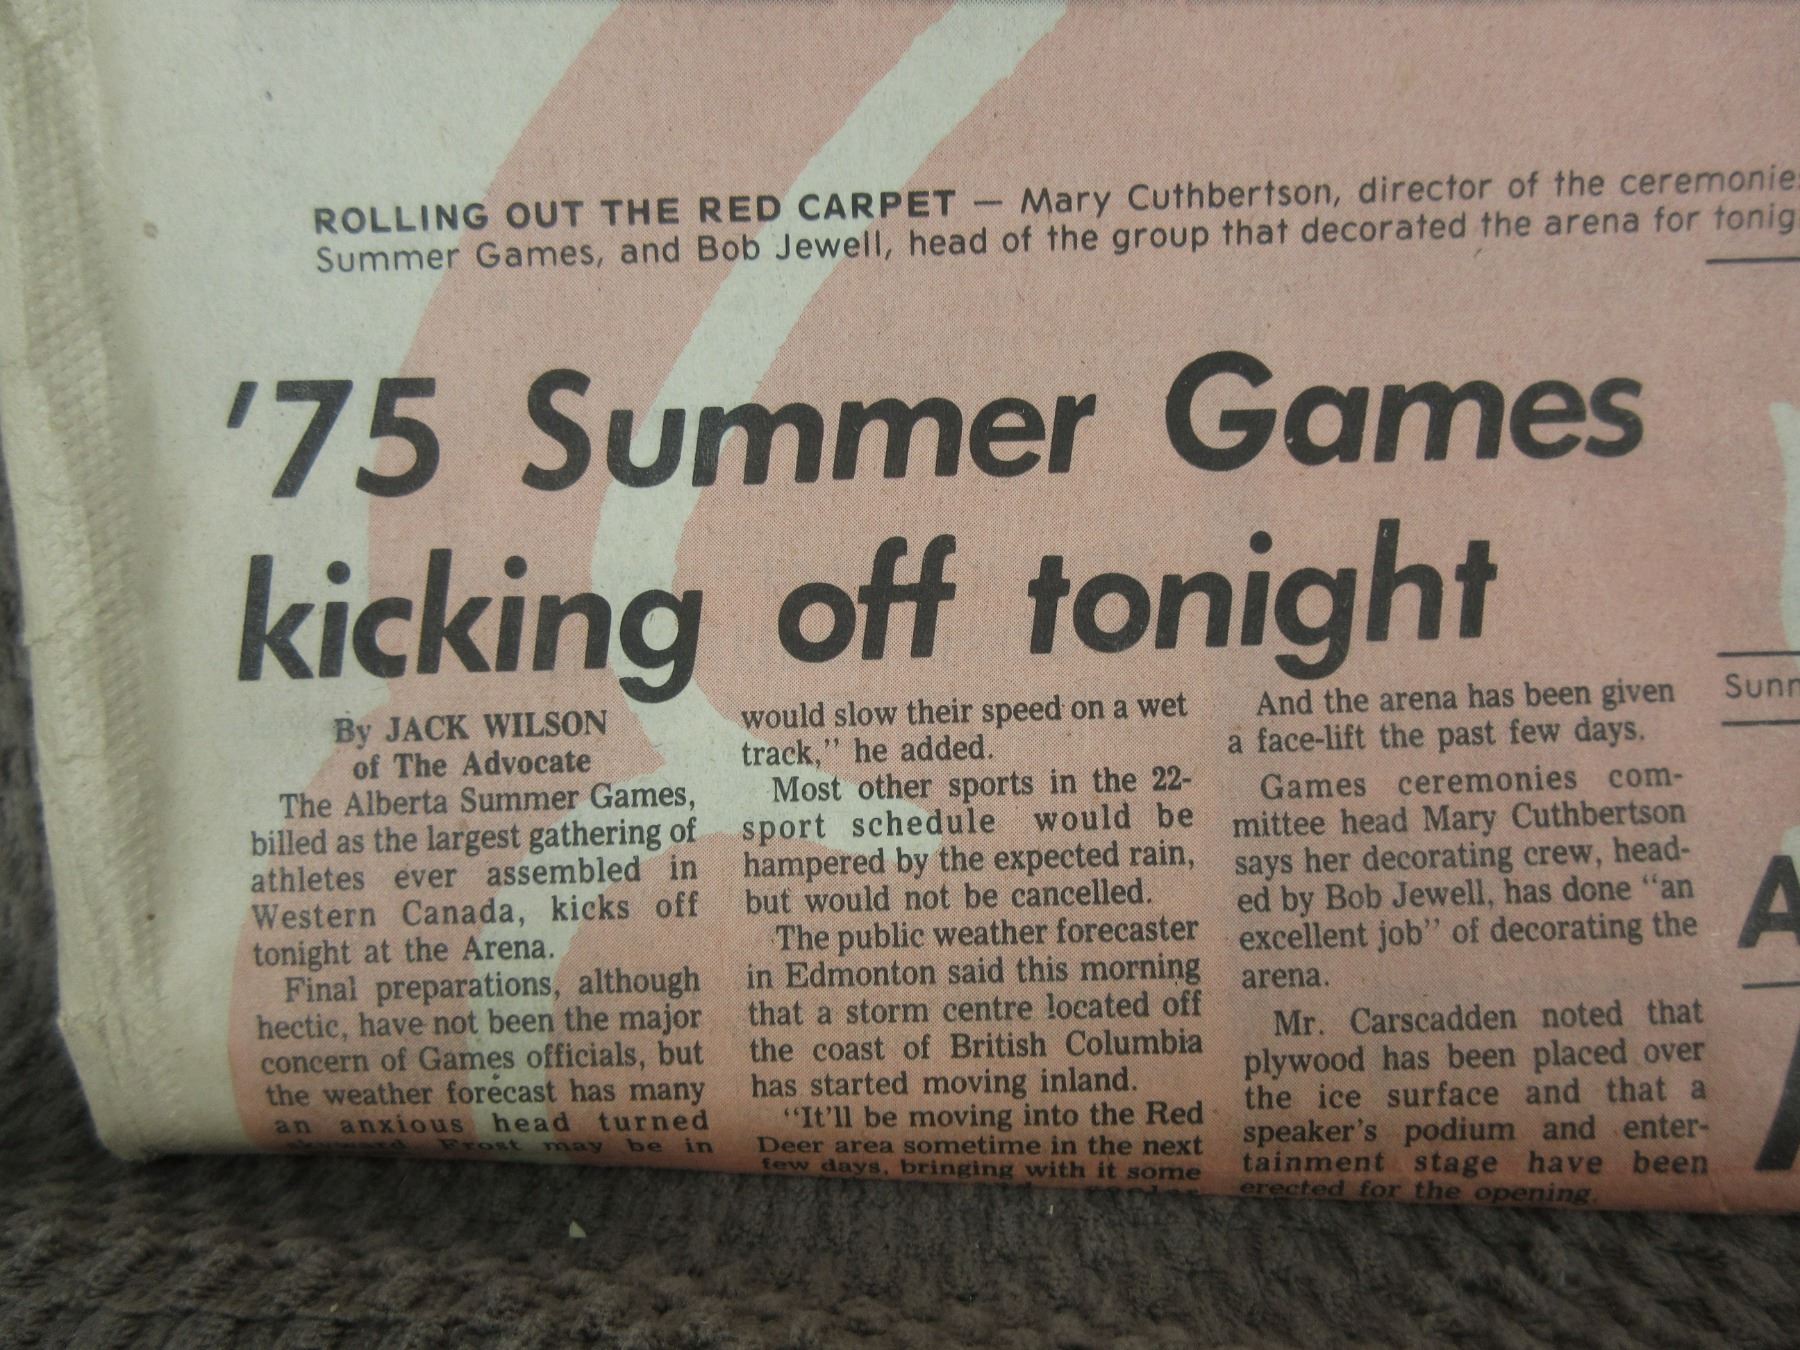 ROLLING OUT THE RED CARPET — Mary Cuthbertson, director of the ceremonies
Summer Games, and Bob Jewell, head of the group that decorated the arena for tonig
'75 Summer Games
kicking off tonight
By JACK WILSON
of The Advocate
The Alberta Summer Games,
billed as the largest gathering of
athletes ever assembled in
Western Canada, kicks off
tonight at the Arena.
Final preparations, although
hectic, have not been the major
concern of Games officials, but
the weather forecast has many
an anxious head turned
skyward. Frost may be in
would slow their speed on a wet
track,'' he added.
Most other sports in the 22-
sport schedule would be
hampered by the expected rain,
but would not be cancelled.
The public weather forecaster
in Edmonton said this morning
that a storm centre located off
the coast of British Columbia
has started moving inland.
"It'll be moving into the Red
Deer area sometime in the next
few days, bringing with it some
And the arena has been given
a face-lift the past few days.
Games ceremonies com-
mittee head Mary Cuthbertson
says her decorating crew, head-
ed by Bob Jewell, has done "an
excellent job" of decorating the
arena.
Mr. Carscadden noted that
plywood has been placed over
the ice surface and that a
speaker's podium and enter-
tainment stage have been
erected for the opening.
Sunn
A